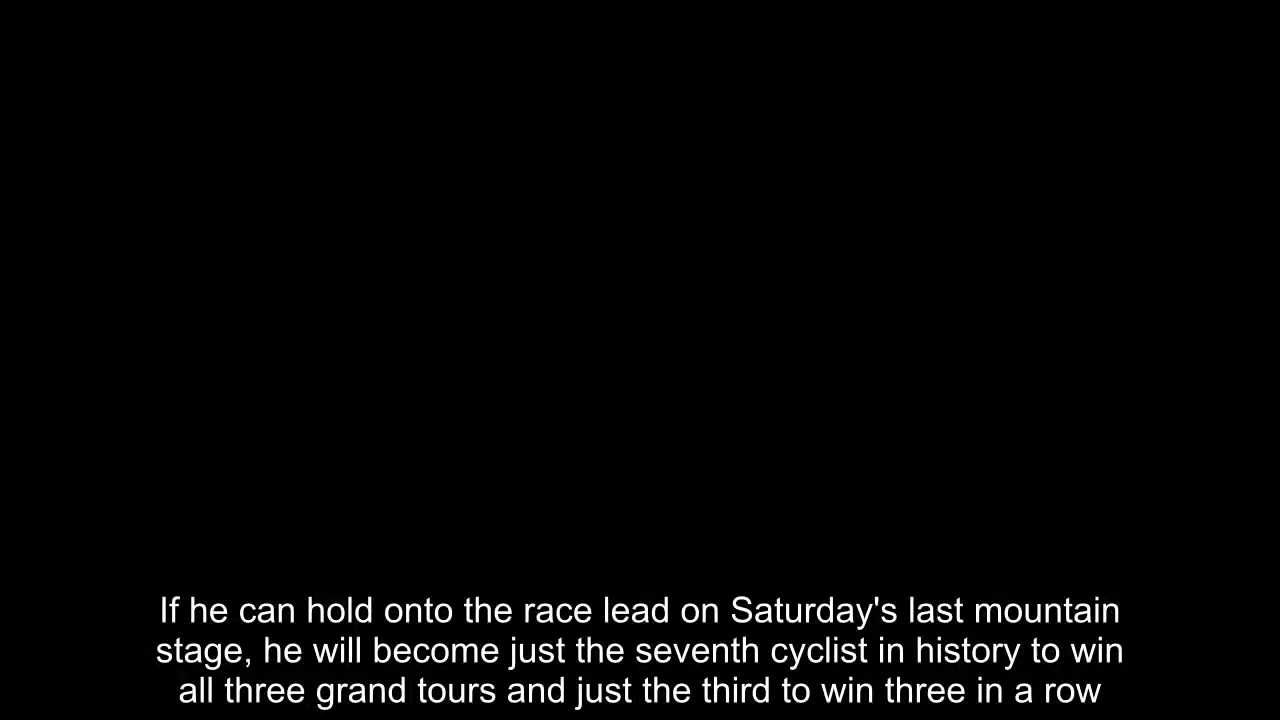 If he can hold onto the race lead on Saturday's last mountain
stage, he will become just the seventh cyclist in history to win
all three grand tours and just the third to win three in a row